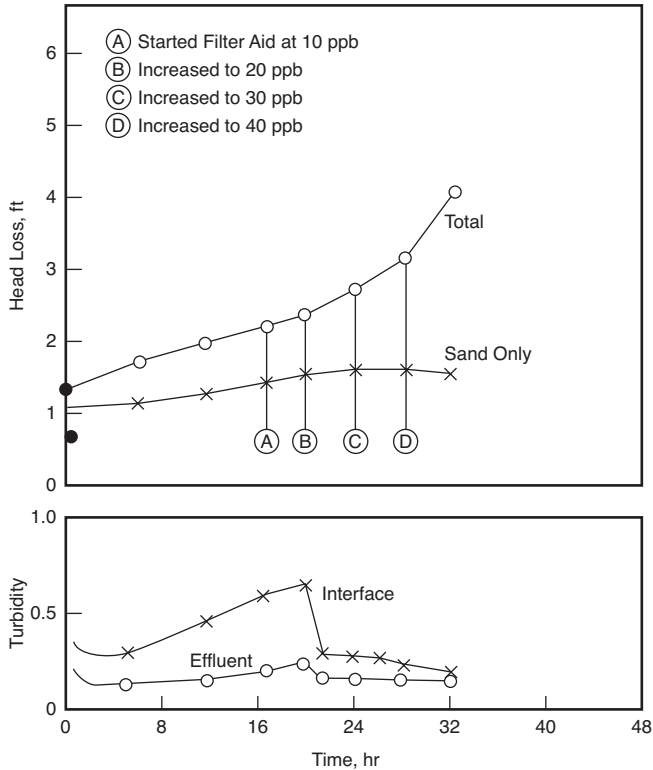 6
5
4
3
2
1
0
Head Loss, ft
A Started Filter Aid at 10 ppb
B Increased to 20 ppb
C Increased to 30 ppb
D Increased to 40 ppb
Total
Sand Only
A B C D
1.0
0.5
0
Turbidity
Interface
Effluent
0 8 16 24 32 40 48
Time, hr